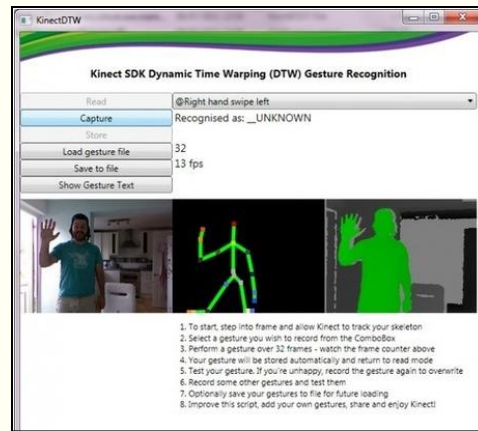 KinectDTW
Kinect SDK Dynamic Time Warping (DTW) Gesture Recognition
Read
@Right hand swipe left
Capture
Recognised as: __UNKNOWN
Store
Load gesture file
32
Save to file
13 fps
Show Gesture Text
1. To start, step into frame and allow Kinect to track your skeleton
2. Select a gesture you wish to record from the ComboBox
3. Perform a gesture over 32 frames - watch the frame counter above
4. Your gesture will be stored automatically and return to read mode
5. Test your gesture. If you're unhappy, record the gesture again to overwrite
6. Record some other gestures and test them
7. Optionally save your gestures to file for future loading
8. Improve this script, add your own gestures, share and enjoy Kinect!